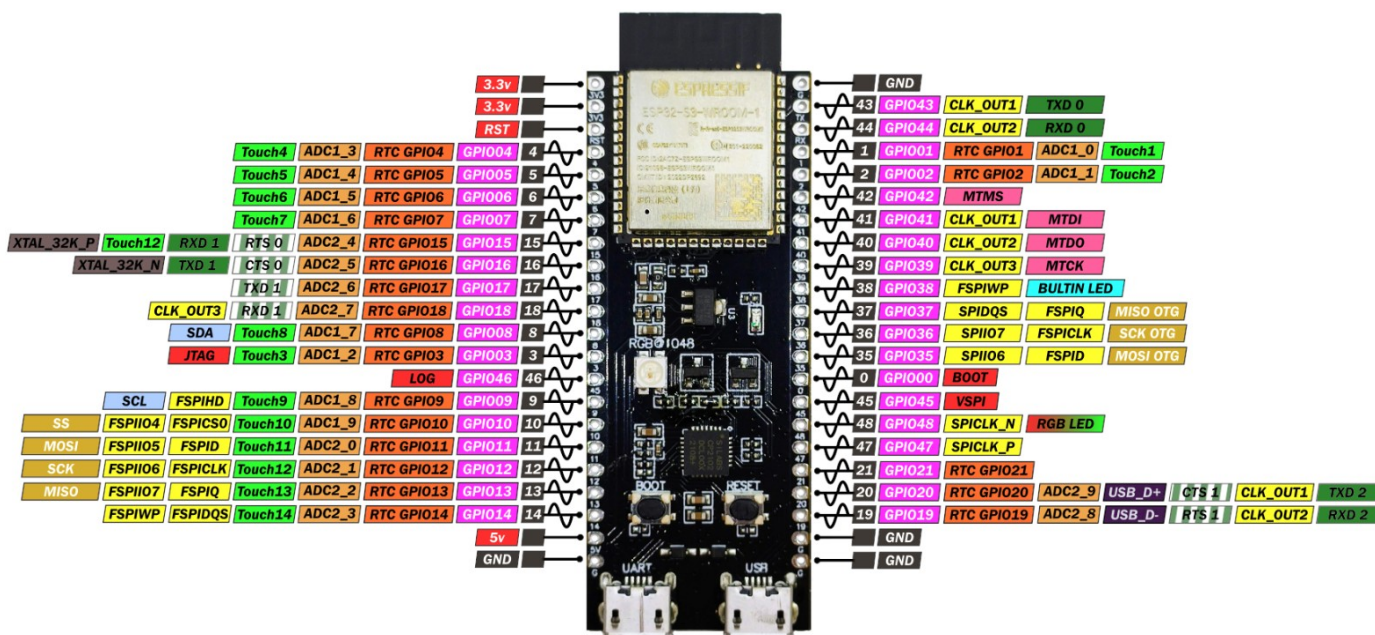 3.3v GND
3.3v 43 GPIO43 CLK_OUT1 TXD 0
RST 44 GPIO44 CLK_OUT2 RXD 0
Touch4 ADC1_3 RTC GPIO4 GPIO04 4 1 GPIO01 RTC GPIO1 ADC1_0 Touch1
Touch5 ADC1_4 RTC GPIO5 GPIO05 5 2 GPIO02 RTC GPIO2 ADC1_1 Touch2
Touch6 ADC1_5 RTC GPIO6 GPIO06 6 42 GPIO42 MTMS
Touch7 ADC1_6 RTC GPIO7 GPIO07 7 41 GPIO41 CLK_OUT1 MTDI
XTAL_32K_P Touch12 RXD 1 RTS 0 ADC2_4 RTC GPIO15 GPIO15 15 40 GPIO40 CLK_OUT2 MTDO
XTAL_32K_N TXD 1 CTS 0 ADC2_5 RTC GPIO16 GPIO16 16 39 GPIO39 CLK_OUT3 MTCK
TXD 1 ADC2_6 RTC GPIO17 GPIO17 17 38 GPIO38 FSPIWP BULTIN LED
CLK_OUT3 RXD 1 ADC2_7 RTC GPIO18 GPIO18 18 37 GPIO37 SPIDQS FSPIQ MISO OTG
SDA Touch8 ADC1_7 RTC GPIO8 GPIO08 8 36 GPIO36 SPIIO7 FSPICLK SCK OTG
JTAG Touch3 ADC1_2 RTC GPIO3 GPIO03 3 35 GPIO35 SPIIO6 FSPID MOSI OTG
LOG GPIO46 46 0 GPIO00 BOOT
SCL FSPIHD Touch9 ADC1_8 RTC GPIO9 GPIO09 9 45 GPIO45 VSPI
SS FSPIIO4 FSPICSO Touch10 ADC1_9 RTC GPIO10 GPIO10 10 48 GPIO48 SPICLK_N RGB LED
MOSI FSPIIO5 FSPID Touch11 ADC2_0 RTC GPIO11 GPIO11 11 47 GPIO47 SPICLK_P
SCK FSPIIO6 FSPICLK Touch12 ADC2_1 RTC GPIO12 GPIO12 12 21 GPIO21 RTC GPIO21
MISO FSPIIO7 FSPIQ Touch13 ADC2_2 RTC GPIO13 GPIO13 13 20 GPIO20 RTC GPIO20 ADC2_9 USB_D+ CTS 1 CLK_OUT1 TXD 2
FSPIWP FSPIDQS Touch14 ADC2_3 RTC GPIO14 GPIO14 14 19 GPIO19 RTC GPIO19 ADC2_8 USB_D- RTS 1 CLK_OUT2 RXD 2
5v GND
GND GND
ESPRESSIF
ESP32-S3-WROOM-1
RGB@IO48
BOOT RESET
UART USB